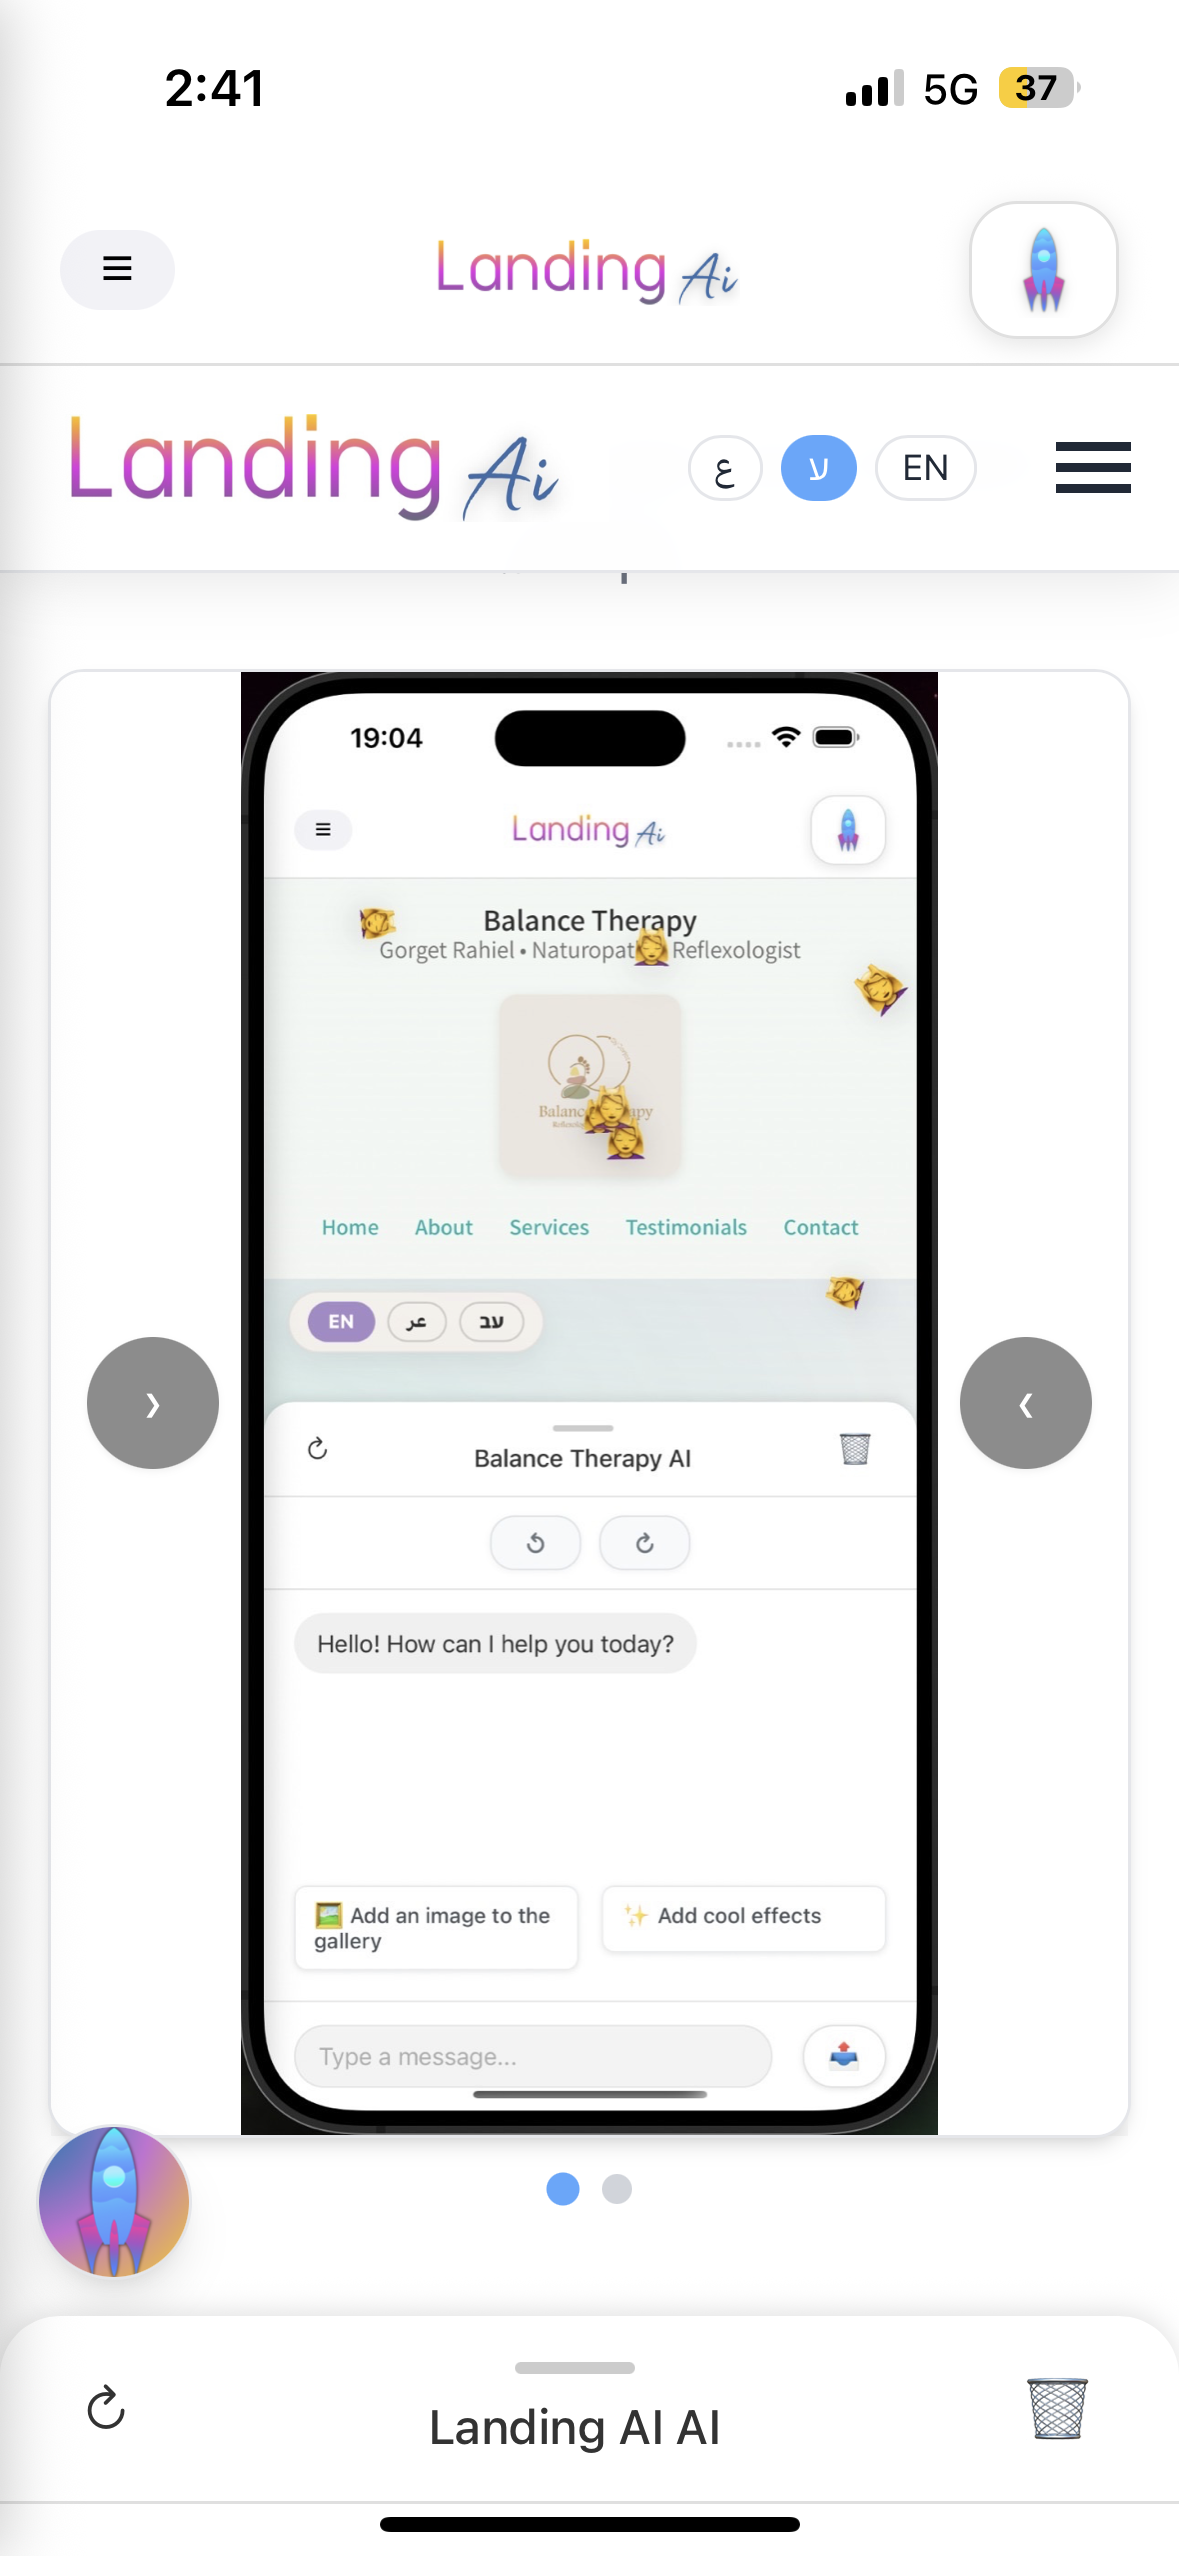 2:41
5G
37
Landing Ai
Landing Ai
ع
ע
EN
19:04
Landing Ai
Balance Therapy
Gorget Rahiel • Naturopat Reflexologist
Home About Services Testimonials Contact
EN
عر
עב
Balance Therapy AI
Hello! How can I help you today?
Add an image to the
gallery
Add cool effects
Type a message...
Landing AI AI